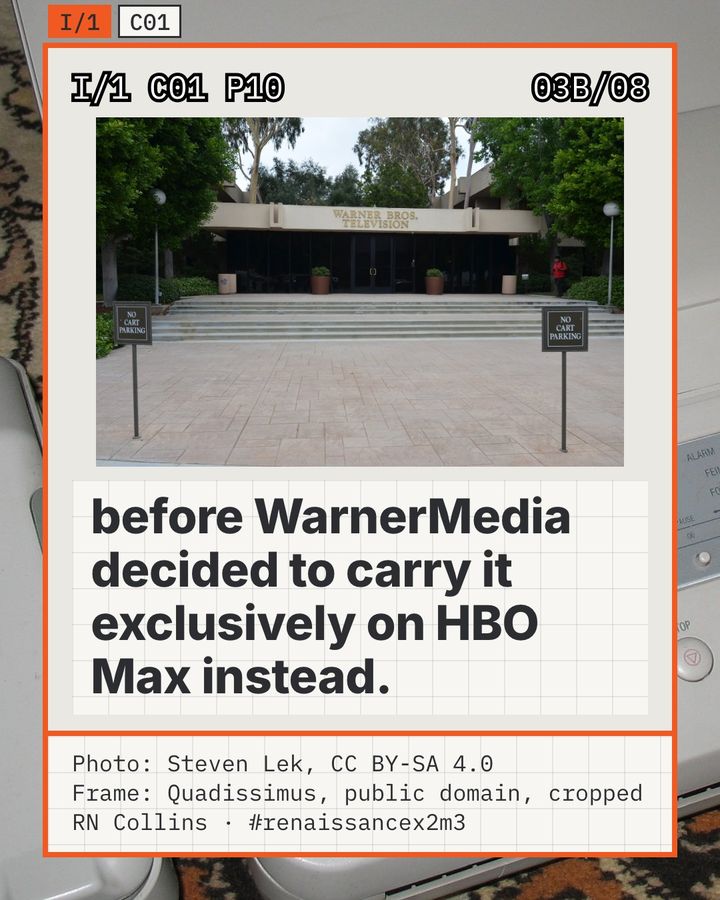 I/1 C01
I/1 C01 P10 03B/08
WARNER BROS.
TELEVISION
NO
CART
PARKING
NO
CART
PARKING
before WarnerMedia
decided to carry it
exclusively on HBO
Max instead.
Photo: Steven Lek, CC BY-SA 4.0
Frame: Quadissimus, public domain, cropped
RN Collins · #renaissancex2m3
ALARM